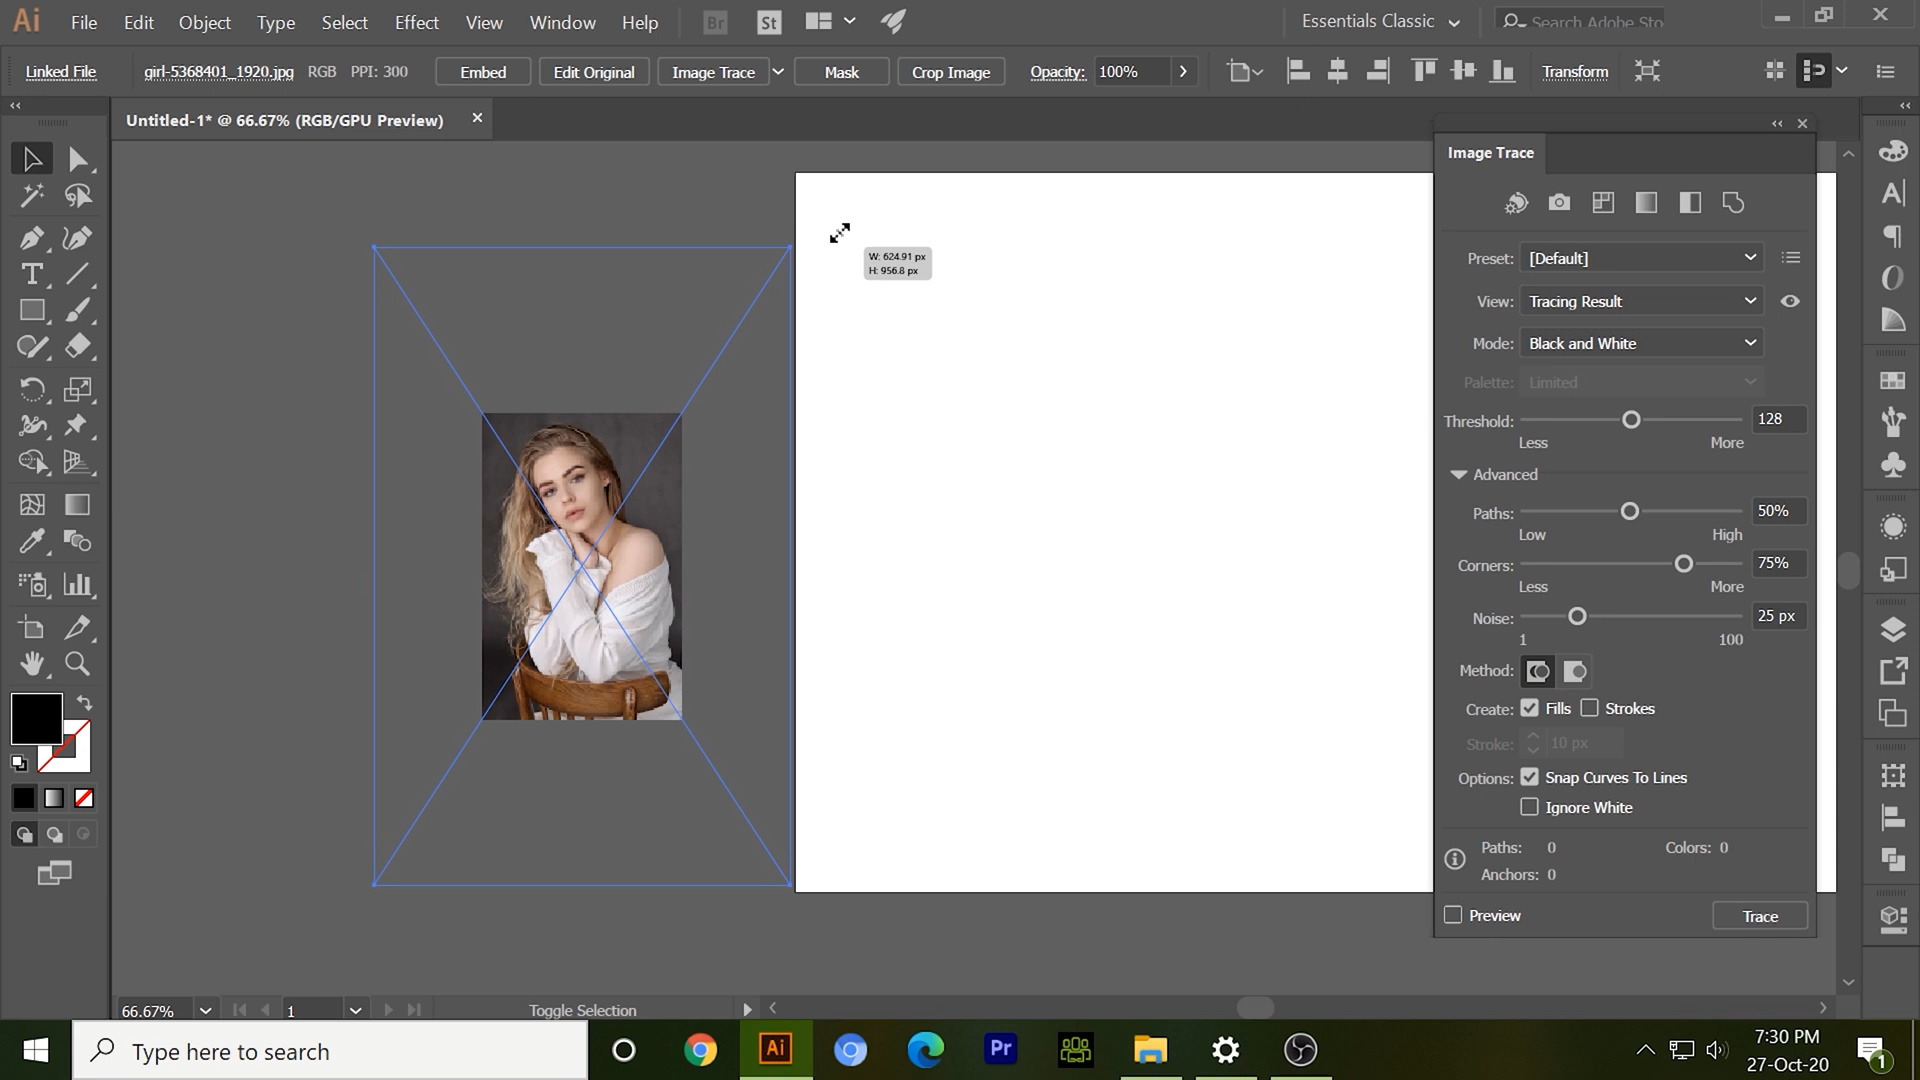 Ai File Edit Object Type Select Effect View Window Help Br St Essentials Classic Search Adobe Sto
Linked File girl-5368401_1920.jpg RGB PPI: 300 Embed Edit Original Image Trace Mask Crop Image Opacity: 100% Transform
Untitled-1* @ 66.67% (RGB/GPU Preview)
Image Trace
W: 624.91 px
H: 956.8 px
Preset: [Default]
View: Tracing Result
Mode: Black and White
Palette: Limited
Threshold: 128
Less More
Advanced
Paths: 50%
Low High
Corners: 75%
Less More
Noise: 25 px
1 100
Method:
Create: Fills Strokes
Stroke: 10 px
Options: Snap Curves To Lines
Ignore White
Paths: 0 Colors: 0
Anchors: 0
Preview Trace
66.67% 1 Toggle Selection
Type here to search Ai Pr 7:30 PM
27-Oct-20 1